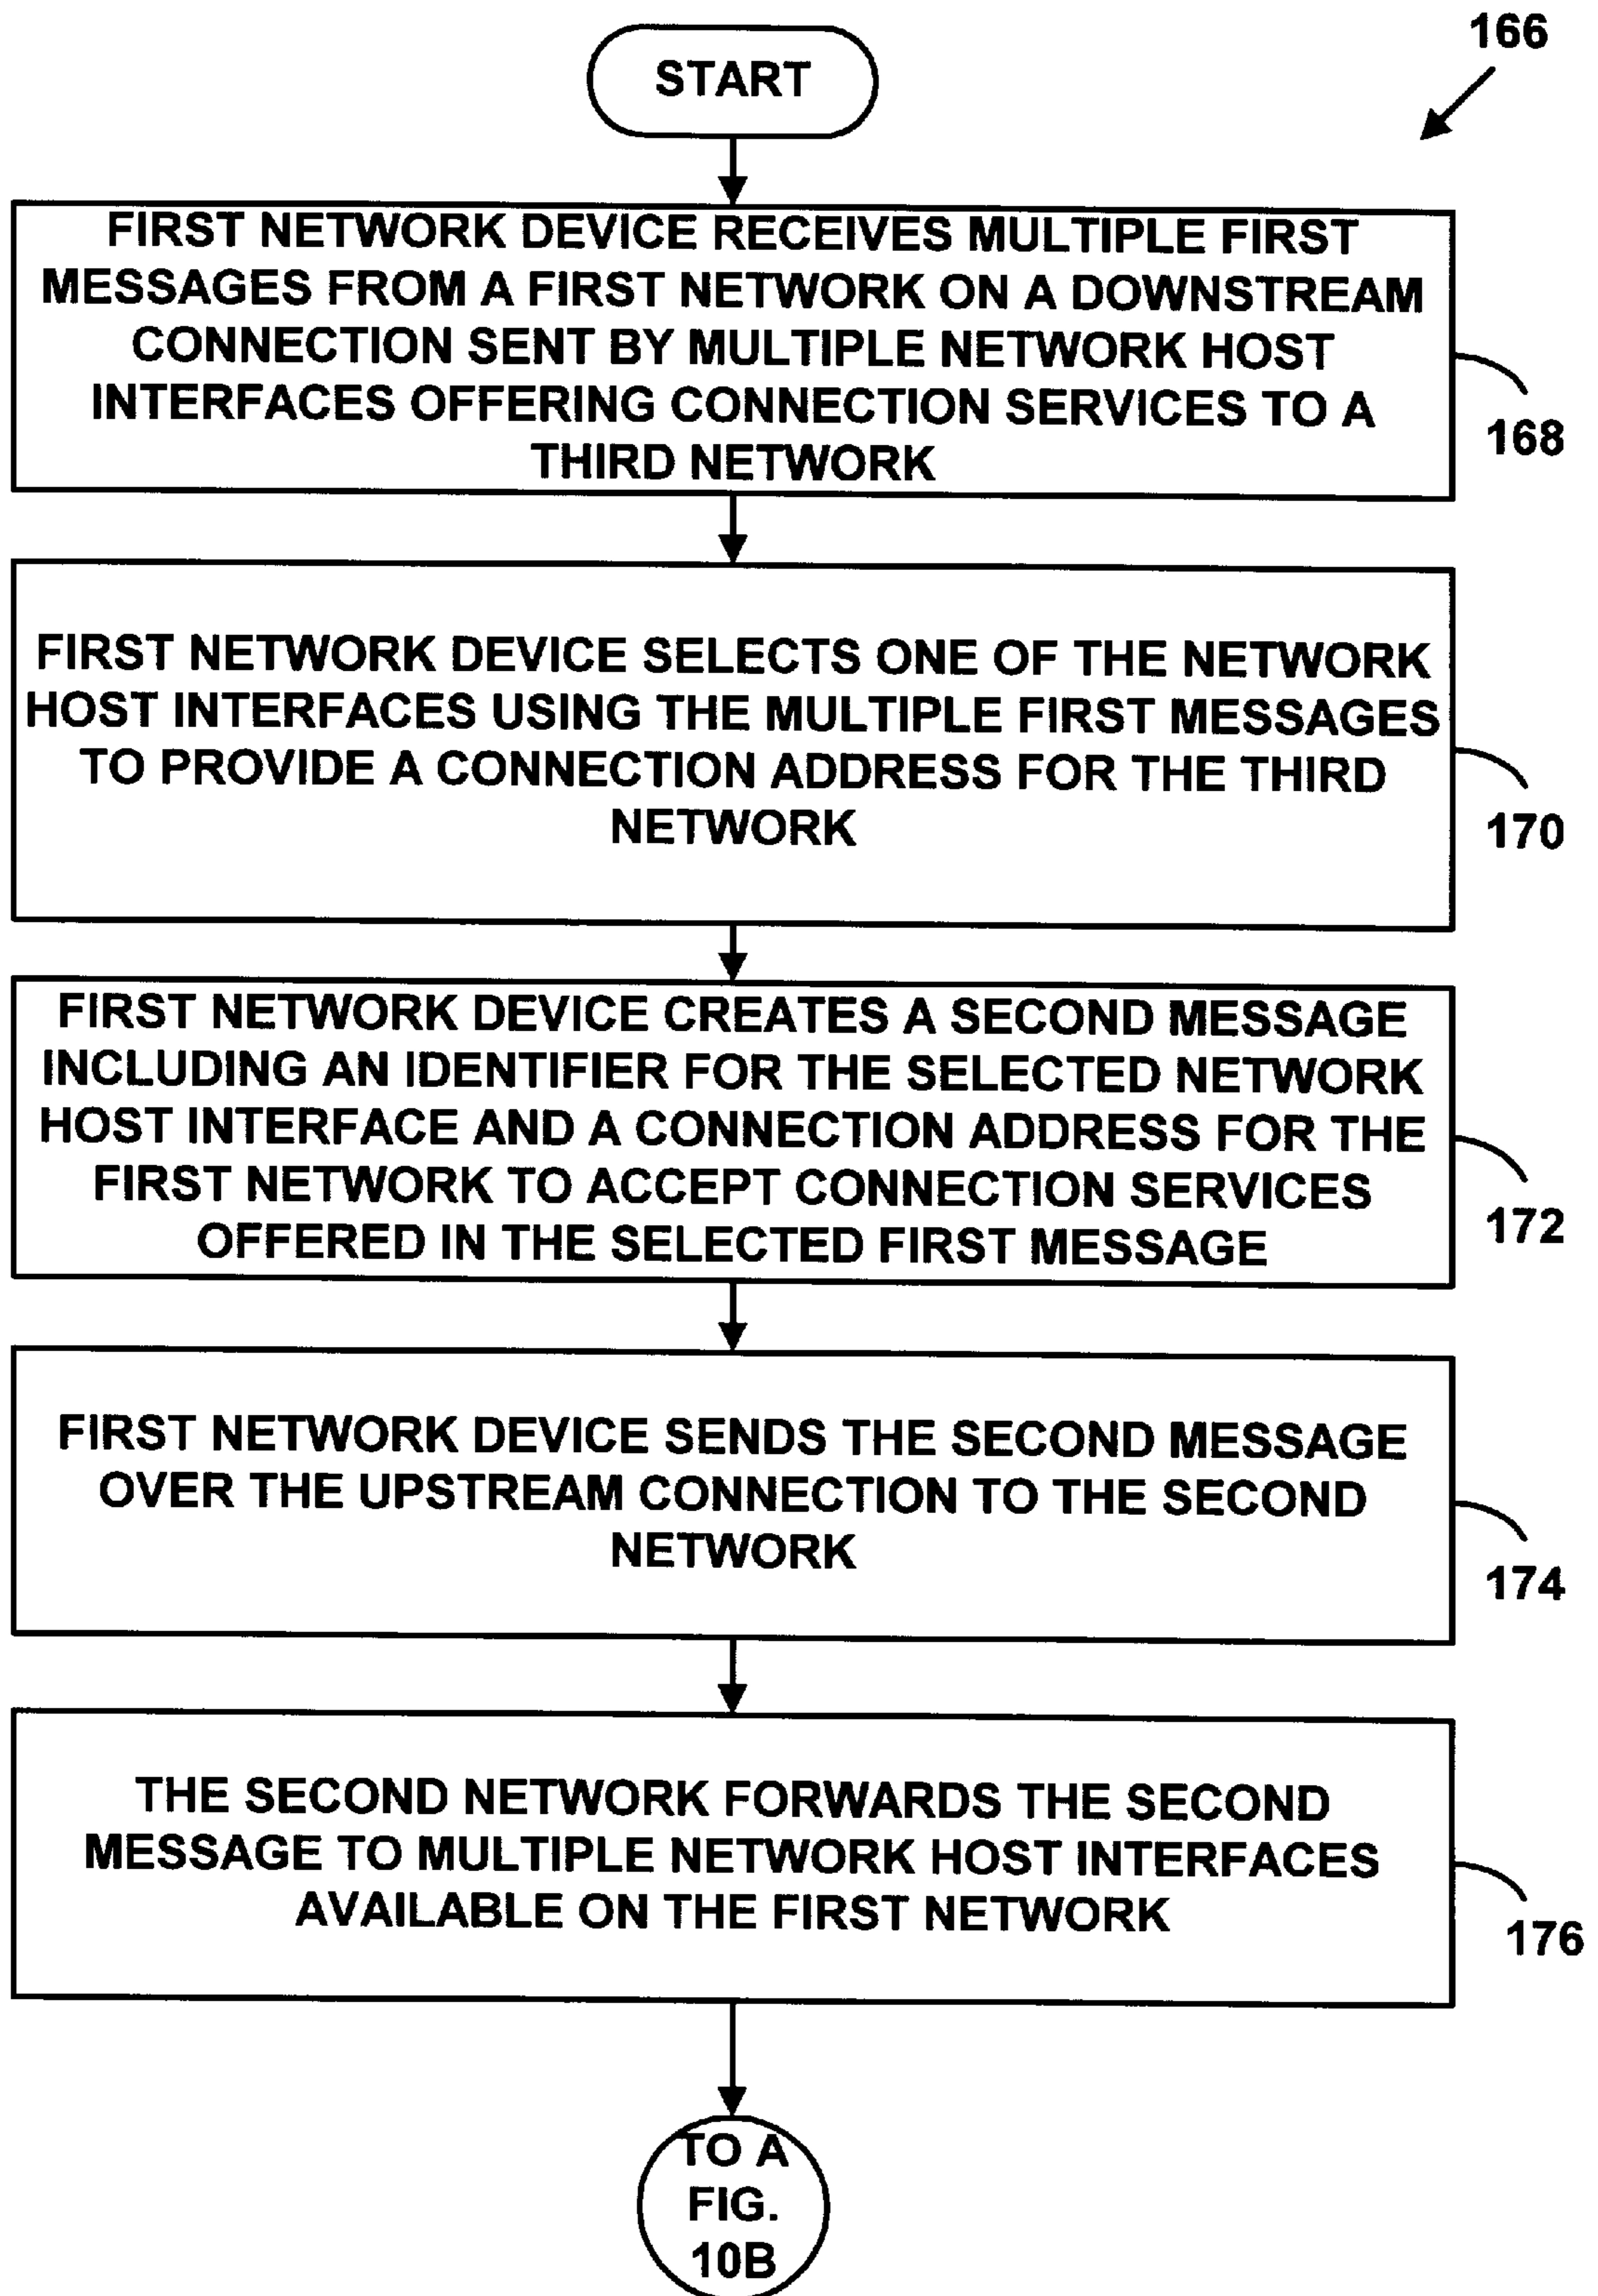 166
START
FIRST NETWORK DEVICE RECEIVES MULTIPLE FIRST
MESSAGES FROM A FIRST NETWORK ON A DOWNSTREAM
CONNECTION SENT BY MULTIPLE NETWORK HOST
INTERFACES OFFERING CONNECTION SERVICES TO A
THIRD NETWORK
168
FIRST NETWORK DEVICE SELECTS ONE OF THE NETWORK
HOST INTERFACES USING THE MULTIPLE FIRST MESSAGES
TO PROVIDE A CONNECTION ADDRESS FOR THE THIRD
NETWORK
170
FIRST NETWORK DEVICE CREATES A SECOND MESSAGE
INCLUDING AN IDENTIFIER FOR THE SELECTED NETWORK
HOST INTERFACE AND A CONNECTION ADDRESS FOR THE
FIRST NETWORK TO ACCEPT CONNECTION SERVICES
OFFERED IN THE SELECTED FIRST MESSAGE
172
FIRST NETWORK DEVICE SENDS THE SECOND MESSAGE
OVER THE UPSTREAM CONNECTION TO THE SECOND
NETWORK
174
THE SECOND NETWORK FORWARDS THE SECOND
MESSAGE TO MULTIPLE NETWORK HOST INTERFACES
AVAILABLE ON THE FIRST NETWORK
176
TO A
FIG.
10B